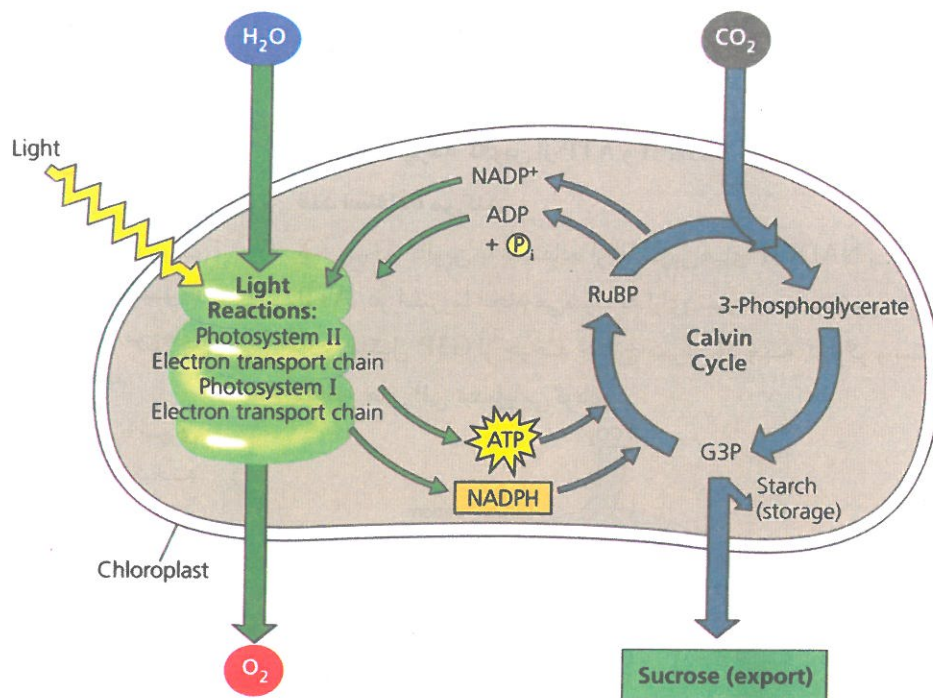 H₂O
CO₂
Light
NADP⁺
ADP
+ Pᵢ
Light
Reactions:
Photosystem II
Electron transport chain
Photosystem I
Electron transport chain
RuBP
3-Phosphoglycerate
Calvin
Cycle
ATP
NADPH
G3P
Starch
(storage)
Chloroplast
O₂
Sucrose (export)